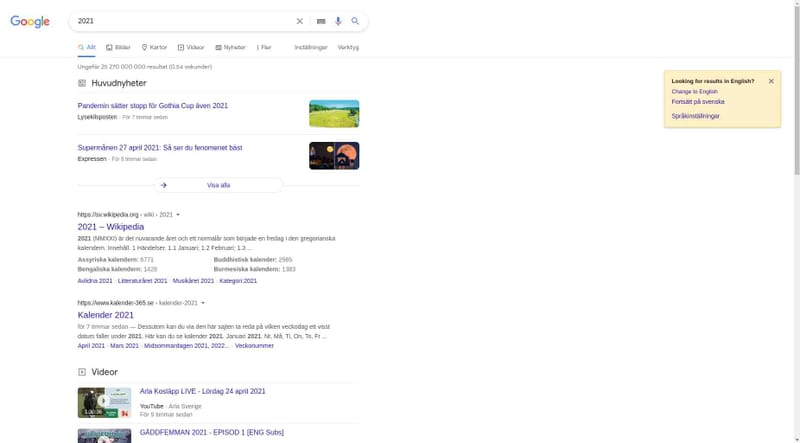 Google
2021
Allt Bilder Kartor Videor Nyheter Fler Inställningar Verktyg
Ungefär 25 270 000 000 resultat (0,64 sekunder)
Looking for results in English?
Change to English
Fortsätt på svenska
Språkinställningar
Huvudnyheter
Pandemin sätter stopp för Gothia Cup även 2021
Lysekilsposten · För 7 timmar sedan
Supermånen 27 april 2021: Så ser du fenomenet bäst
Expressen · För 8 timmar sedan
Visa alla
https://sv.wikipedia.org › wiki › 2021
2021 – Wikipedia
2021 (MMXXI) är det nuvarande året och ett normalår som började en fredag i den gregorianska
kalendern. Innehåll. 1 Händelser, 1.1 Januari; 1.2 Februari; 1.3 ...
Assyriska kalendern: 6771 Buddhistisk kalender: 2565
Bengaliska kalendern: 1428 Burmesiska kalendern: 1383
Avlidna 2021 · Litteraturåret 2021 · Musikåret 2021 · Kategori 2021
https://www.kalender-365.se › kalender-2021
Kalender 2021
för 7 timmar sedan — Dessutom kan du via den här sajten ta reda på vilken veckodag ett visst
datum faller under 2021. Här kan du se kalender 2021. Januari 2021. Nr, Må, Ti, On, To, Fr ...
April 2021 · Mars 2021 · Midsommardagen 2021, 2022... · Veckonummer
Videor
Arla Kosläpp LIVE - Lördag 24 april 2021
YouTube · Arla Sverige
För 9 timmar sedan
GÄDDFEMMAN 2021 - EPISOD 1 [ENG Subs]